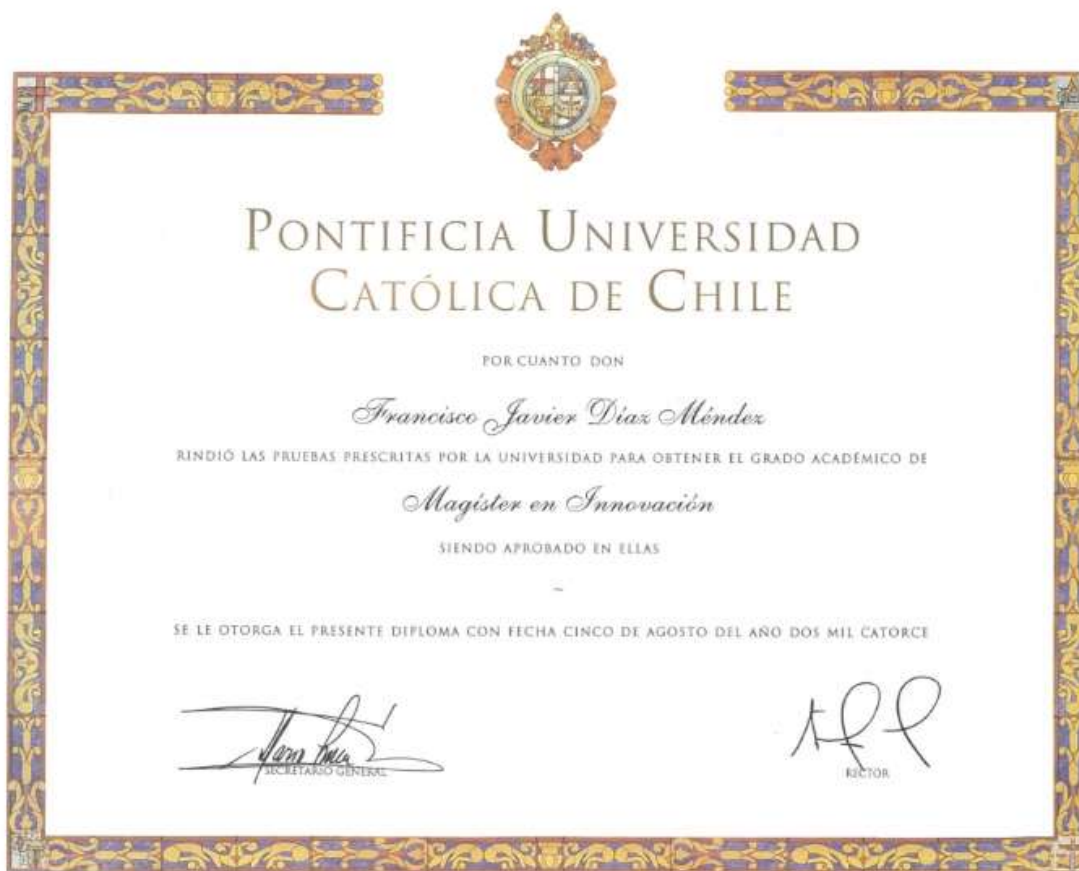 PONTIFICIA UNIVERSIDAD
CATÓLICA DE CHILE
POR CUANTO DON
Francisco Javier Díaz Méndez
RINDIÓ LAS PRUEBAS PRESCRITAS POR LA UNIVERSIDAD PARA OBTENER EL GRADO ACADÉMICO DE
Magíster en Innovación
SIENDO APROBADO EN ELLAS
~
SE LE OTORGA EL PRESENTE DIPLOMA CON FECHA CINCO DE AGOSTO DEL AÑO DOS MIL CATORCE
SECRETARIO GENERAL
RECTOR